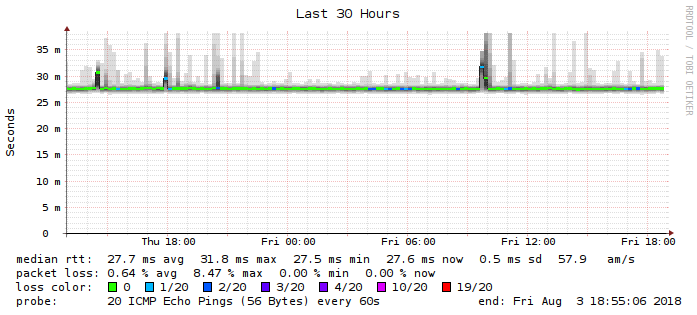 Last 30 Hours
RRDTOOL / TOBI OETIKER
Seconds
35 m
30 m
25 m
20 m
15 m
10 m
5 m
0
Thu 18:00 Fri 00:00 Fri 06:00 Fri 12:00 Fri 18:00
median rtt: 27.7 ms avg 31.8 ms max 27.5 ms min 27.6 ms now 0.5 ms sd 57.9 am/s
packet loss: 0.64 % avg 8.47 % max 0.00 % min 0.00 % now
loss color: 0 1/20 2/20 3/20 4/20 10/20 19/20
probe: 20 ICMP Echo Pings (56 Bytes) every 60s end: Fri Aug 3 18:55:06 2018